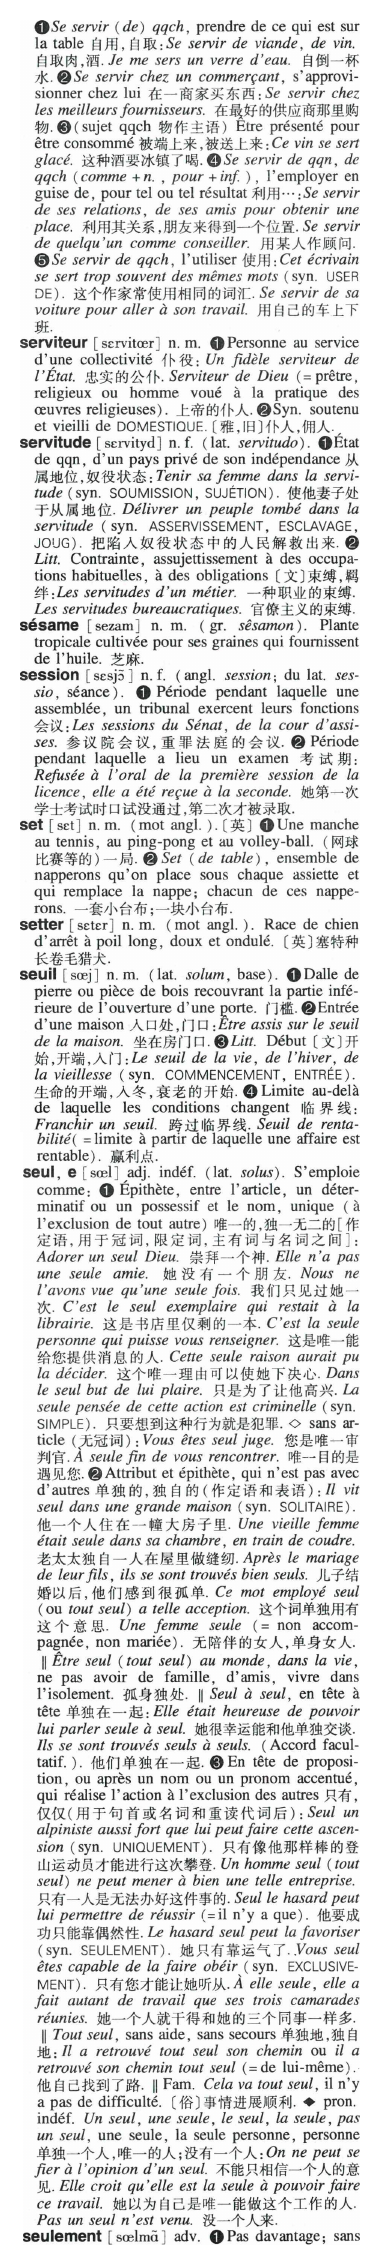 ❶Se servir (de) qqch, prendre de ce qui est sur
la table 自用,自取:Se servir de viande, de vin.
自取肉,酒. Je me sers un verre d'eau. 自倒一杯
水. ❷Se servir chez un commerçant, s'approvi-
sionner chez lui 在一商家买东西:Se servir chez
les meilleurs fournisseurs. 在最好的供应商那里购
物. ❸(sujet qqch 物作主语) Être présenté pour
être consommé 被端上来,被送上来:Ce vin se sert
glacé. 这种酒要冰镇了喝. ❹Se servir de qqn, de
qqch (comme +n. , pour +inf. ), l'employer en
guise de, pour tel ou tel résultat 利用…:Se servir
de ses relations, de ses amis pour obtenir une
place. 利用其关系,朋友来得到一个位置. Se servir
de quelqu'un comme conseiller. 用某人作顾问.
❺Se servir de qqch, l'utiliser 使用:Cet écrivain
se sert trop souvent des mêmes mots (syn. USER
DE). 这个作家常使用相同的词汇. Se servir de sa
voiture pour aller à son travail. 用自己的车上下
班.
serviteur [sɛrvitœr] n. m. ❶Personne au service
d'une collectivité 仆役: Un fidèle serviteur de
l'État. 忠实的公仆. Serviteur de Dieu (=prêtre,
religieux ou homme voué à la pratique des
œuvres religieuses). 上帝的仆人. ❷Syn. soutenu
et vieilli de DOMESTIQUE. 〔雅,旧〕仆人,佣人.
servitude [sɛrvityd] n. f. (lat. servitudo). ❶État
de qqn, d'un pays privé de son indépendance 从
属地位,奴役状态:Tenir sa femme dans la servi-
tude (syn. SOUMISSION, SUJÉTION). 使他妻子处
于从属地位. Délivrer un peuple tombé dans la
servitude (syn. ASSERVISSEMENT, ESCLAVAGE,
JOUG). 把陷入奴役状态中的人民解救出来. ❷
Litt. Contrainte, assujettissement à des occupa-
tions habituelles, à des obligations 〔文〕束缚,羁
绊:Les servitudes d'un métier. 一种职业的束缚.
Les servitudes bureaucratiques. 官僚主义的束缚.
sésame [sezam] n. m. (gr. sêsamon). Plante
tropicale cultivée pour ses graines qui fournissent
de l'huile. 芝麻.
session [sɛsjɔ̃] n. f. (angl. session; du lat. ses-
sio, séance). ❶ Période pendant laquelle une
assemblée, un tribunal exercent leurs fonctions
会议:Les sessions du Sénat, de la cour d'assi-
ses. 参议院会议,重罪法庭的会议. ❷ Période
pendant laquelle a lieu un examen 考试期:
Refusée à l'oral de la première session de la
licence, elle a été reçue à la seconde. 她第一次
学士考试时口试没通过,第二次才被录取.
set [sɛt] n. m. (mot angl. ). [英] ❶Une manche
au tennis, au ping-pong et au volley-ball. (网球
比赛等的)一局. ❷Set (de table), ensemble de
napperons qu'on place sous chaque assiette et
qui remplace la nappe; chacun de ces nappe-
rons. 一套小台布;一块小台布.
setter [sɛtɛr] n. m. (mot angl. ). Race de chien
d'arrêt à poil long, doux et ondulé. 〔英〕塞特种
长卷毛猎犬.
seuil [sœj] n. m. (lat. solum, base). ❶Dalle de
pierre ou pièce de bois recouvrant la partie infé-
rieure de l'ouverture d'une porte. 门槛. ❷Entrée
d'une maison 入口处,门口:Être assis sur le seuil
de la maison. 坐在房门口. ❸Litt. Début 〔文〕开
始,开端,入门:Le seuil de la vie, de l'hiver, de
la vieillesse (syn. COMMENCEMENT, ENTRÉE).
生命的开端,入冬,衰老的开始. ❹ Limite au-delà
de laquelle les conditions changent 临界线:
Franchir un seuil. 跨过临界线. Seuil de renta-
bilité( =limite à partir de laquelle une affaire est
rentable). 赢利点.
seul, e [sœl] adj. indéf. (lat. solus). S'emploie
comme: ❶ Épithète, entre l'article, un déter-
minatif ou un possessif et le nom, unique (à
l'exclusion de tout autre) 唯一的,独一无二的[作
定语,用于冠词,限定词,主有词与名词之间]:
Adorer un seul Dieu. 崇拜一个神. Elle n'a pas
une seule amie. 她没有一个朋友. Nous ne
l'avons vue qu'une seule fois. 我们只见过她一
次. C'est le seul exemplaire qui restait à la
librairie. 这是书店里仅剩的一本. C'est la seule
personne qui puisse vous renseigner. 这是唯一能
给您提供消息的人. Cette seule raison aurait pu
la décider. 这个唯一理由可以使她下决心. Dans
le seul but de lui plaire. 只是为了让他高兴. La
seule pensée de cette action est criminelle (syn.
SIMPLE). 只要想到这种行为就是犯罪. ◇ sans ar-
ticle (无冠词): Vous êtes seul juge. 您是唯一审
判官. À seule fin de vous rencontrer. 唯一目的是
遇见您. ❷Attribut et épithète, qui n'est pas avec
d'autres 单独的,独自的(作定语和表语): Il vit
seul dans une grande maison (syn. SOLITAIRE).
他一个人住在一幢大房子里. Une vieille femme
était seule dans sa chambre, en train de coudre.
老太太独自一人在屋里做缝纫. Après le mariage
de leur fils, ils se sont trouvés bien seuls. 儿子结
婚以后,他们感到很孤单. Ce mot employé seul
(ou tout seul) a telle acception. 这个词单独用有
这个意思. Une femme seule (= non accom-
pagnée, non mariée). 无陪伴的女人,单身女人.
‖ Être seul (tout seul) au monde, dans la vie,
ne pas avoir de famille, d'amis, vivre dans
l'isolement. 孤身独处. ‖ Seul à seul, en tête à
tête 单独在一起:Elle était heureuse de pouvoir
lui parler seule à seul. 她很幸运能和他单独交谈.
Ils se sont trouvés seuls à seuls. (Accord facul-
tatif. ). 他们单独在一起. ❸En tête de proposi-
tion, ou après un nom ou un pronom accentué,
qui réalise l'action à l'exclusion des autres 只有,
仅仅(用于句首或名词和重读代词后): Seul un
alpiniste aussi fort que lui peut faire cette ascen-
sion (syn. UNIQUEMENT). 只有像他那样棒的登
山运动员才能进行这次攀登. Un homme seul (tout
seul) ne peut mener à bien une telle entreprise.
只有一人是无法办好这件事的. Seul le hasard peut
lui permettre de réussir (=il n'y a que). 他要成
功只能靠偶然性. Le hasard seul peut la favoriser
(syn. SEULEMENT). 她只有靠运气了. Vous seul
êtes capable de la faire obéir (syn. EXCLUSIVE-
MENT). 只有您才能让她听从. À elle seule, elle a
fait autant de travail que ses trois camarades
réunies. 她一个人就干得和她的三个同事一样多.
‖ Tout seul, sans aide, sans secours 单独地,独自
地: Il a retrouvé tout seul son chemin ou il a
retrouvé son chemin tout seul (=de lui-même).
他自己找到了路. ‖ Fam. Cela va tout seul, il n'y
a pas de difficulté. 〔俗〕事情进展顺利. ◆ pron.
indéf. Un seul, une seule, le seul, la seule, pas
un seul, une seule, la seule personne, personne
单独一个人,唯一的人;没有一个人:On ne peut se
fier à l'opinion d'un seul. 不能只相信一个人的意
见. Elle croit qu'elle est la seule à pouvoir faire
ce travail. 她以为自己是唯一能做这个工作的人.
Pas un seul n'est venu. 没一个人来.
seulement [sœlmɑ̃] adv. ❶Pas davantage; sans